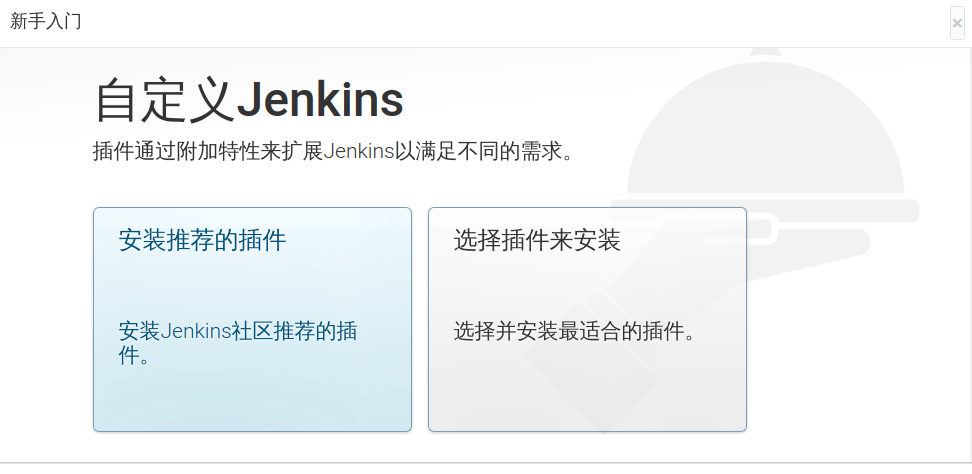 新手入门
×
自定义Jenkins
插件通过附加特性来扩展Jenkins以满足不同的需求。
安装推荐的插件
安装Jenkins社区推荐的插
件。
选择插件来安装
选择并安装最适合的插件。